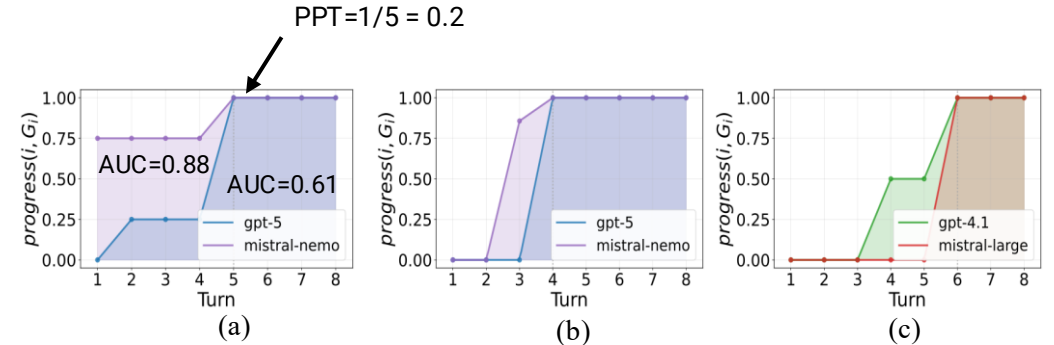 PPT=1/5 = 0.2
progress(i, Gᵢ)
1.00
0.75
0.50
0.25
0.00
AUC=0.88
AUC=0.61
gpt-5
mistral-nemo
1 2 3 4 5 6 7 8
Turn
(a)
progress(i, Gᵢ)
1.00
0.75
0.50
0.25
0.00
gpt-5
mistral-nemo
1 2 3 4 5 6 7 8
Turn
(b)
progress(i, Gᵢ)
1.00
0.75
0.50
0.25
0.00
gpt-4.1
mistral-large
1 2 3 4 5 6 7 8
Turn
(c)